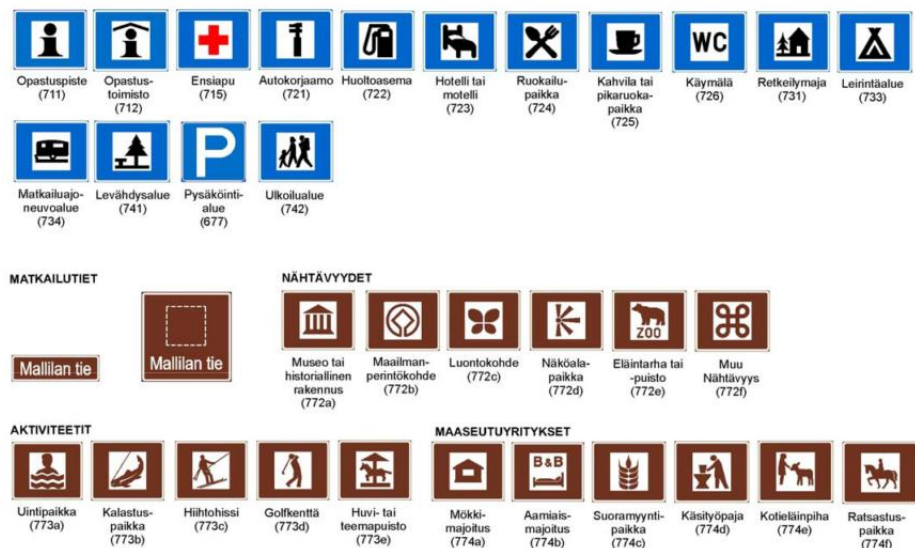 Opastuspiste
(711)
Opastus-
toimisto
(712)
Ensiapu
(715)
Autokorjaamo
(721)
Huoltoasema
(722)
Hotelli tai
motelli
(723)
Ruokailu-
paikka
(724)
Kahvila tai
pikaruoka-
paikka
(725)
WC
Käymälä
(726)
Retkeilymaja
(731)
Leirintäalue
(733)
Matkailuajo-
neuvoalue
(734)
Levähdysalue
(741)
P
Pysäköinti-
alue
(677)
Ulkoilualue
(742)
MATKAILUTIET
Mallilan tie
Mallilan tie
NÄHTÄVYYDET
Museo tai
historiallinen
rakennus
(772a)
Maailman-
perintökohde
(772b)
Luontokohde
(772c)
Näköala-
paikka
(772d)
ZOO
Eläintarha tai
-puisto
(772e)
Muu
Nähtävyys
(772f)
AKTIVITEETIT
Uintipaikka
(773a)
Kalastus-
paikka
(773b)
Hiihtohissi
(773c)
Golfkenttä
(773d)
Huvi- tai
teemapuisto
(773e)
MAASEUTUYRITYKSET
Mökki-
majoitus
(774a)
B&B
Aamiais-
majoitus
(774b)
Suoramyynti-
paikka
(774c)
Käsityöpaja
(774d)
Kotieläinpiha
(774e)
Ratsastus-
paikka
(774f)